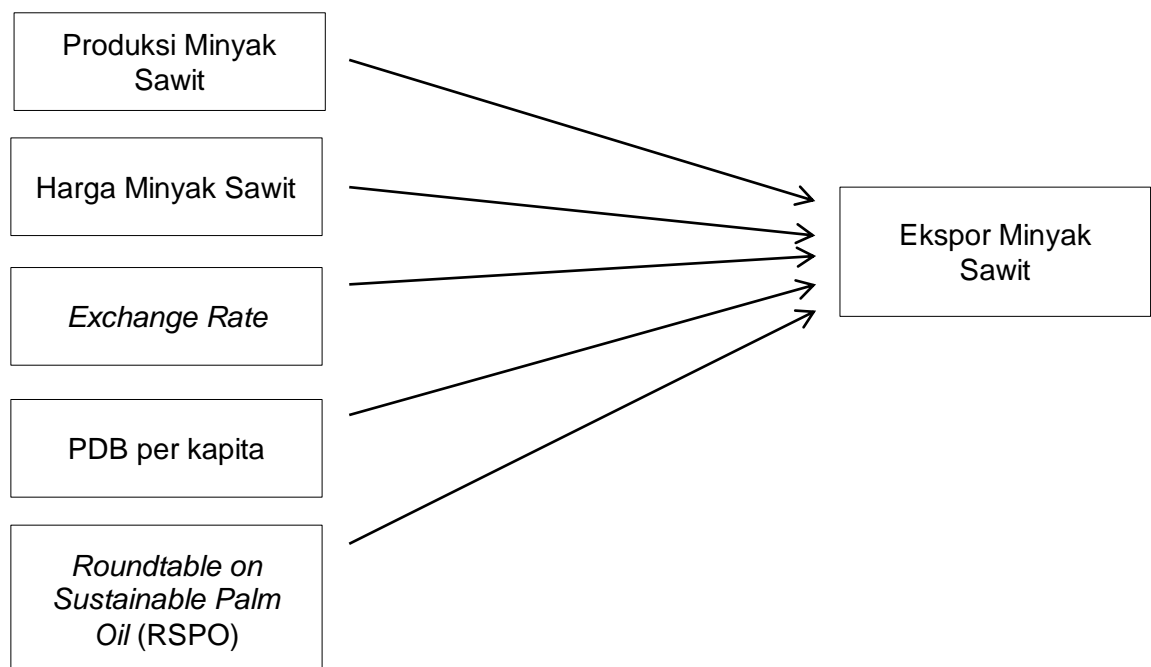 Produksi Minyak
Sawit
Harga Minyak Sawit
Exchange Rate
PDB per kapita
Roundtable on
Sustainable Palm
Oil (RSPO)
Ekspor Minyak
Sawit